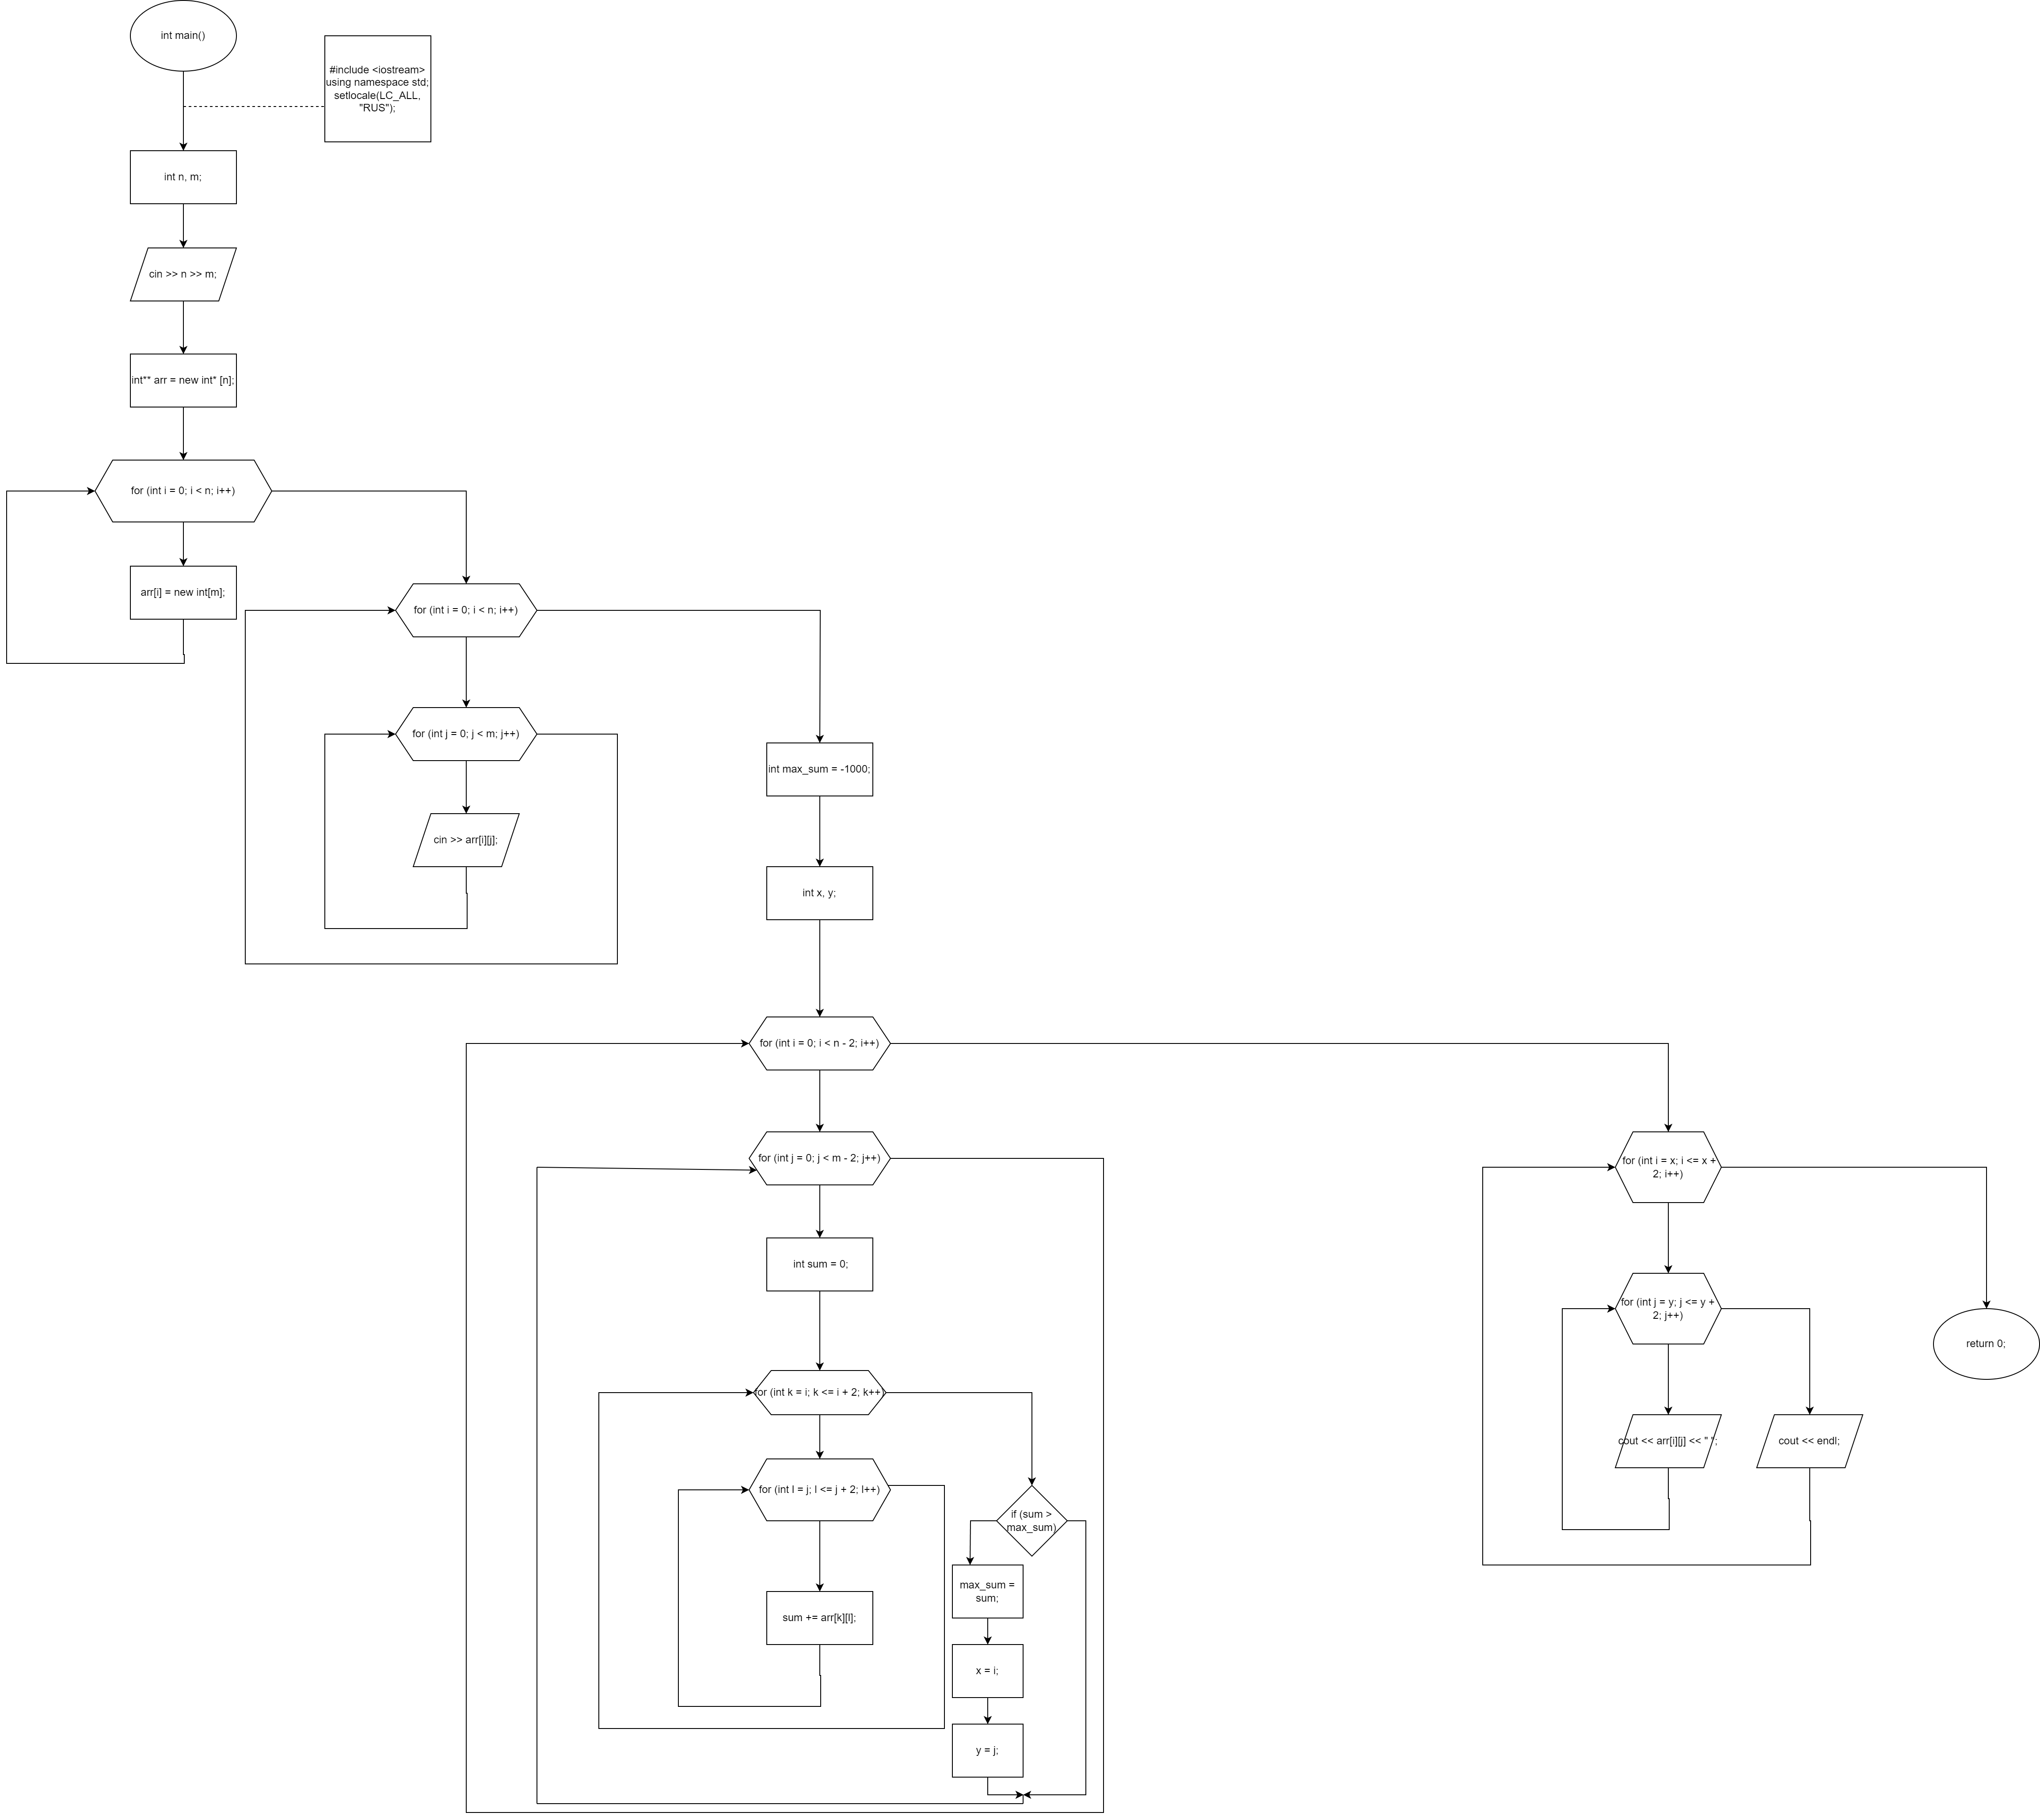 int main()
#include <iostream>
using namespace std;
setlocale(LC_ALL,
"RUS");
int n, m;
cin >> n >> m;
int** arr = new int* [n];
for (int i = 0; i < n; i++)
arr[i] = new int[m];
for (int i = 0; i < n; i++)
for (int j = 0; j < m; j++)
cin >> arr[i][j];
int max_sum = -1000;
int x, y;
for (int i = 0; i < n - 2; i++)
for (int j = 0; j < m - 2; j++)
int sum = 0;
for (int k = i; k <= i + 2; k++)
for (int l = j; l <= j + 2; l++)
sum += arr[k][l];
if (sum >
max_sum)
max_sum =
sum;
x = i;
y = j;
for (int i = x; i <= x +
2; i++)
for (int j = y; j <= y +
2; j++)
cout << arr[i][j] << " ";
cout << endl;
return 0;